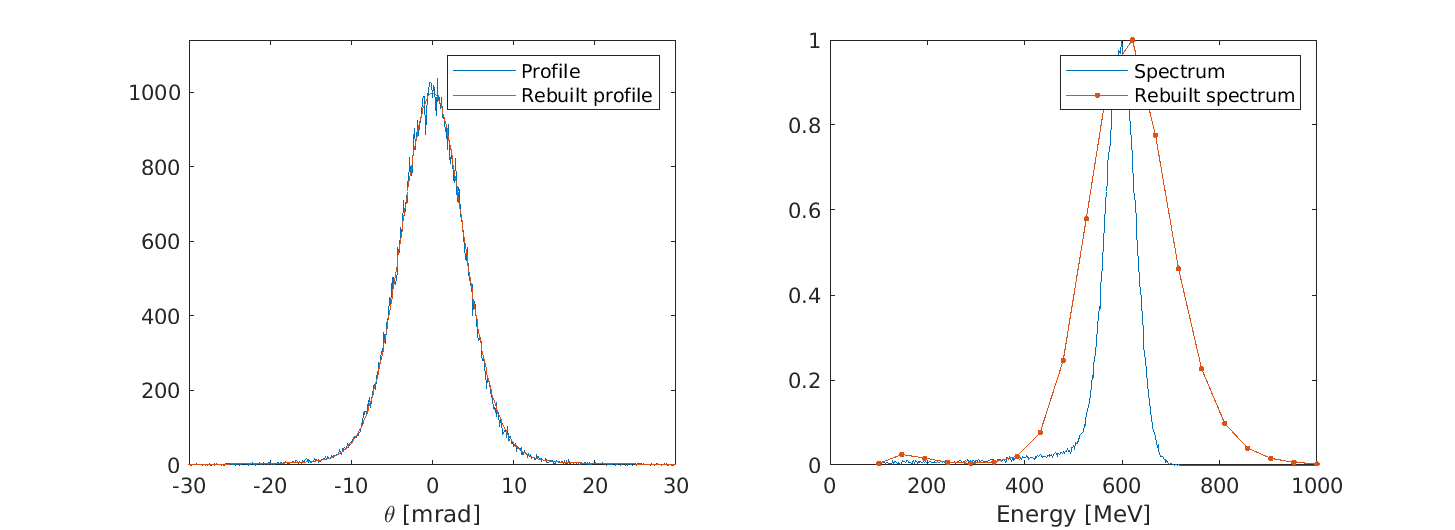 1000
800
600
400
200
0
-30 -20 -10 0 10 20 30
θ [mrad]
Profile
Rebuilt profile
1
0.8
0.6
0.4
0.2
0
0 200 400 600 800 1000
Energy [MeV]
Spectrum
Rebuilt spectrum